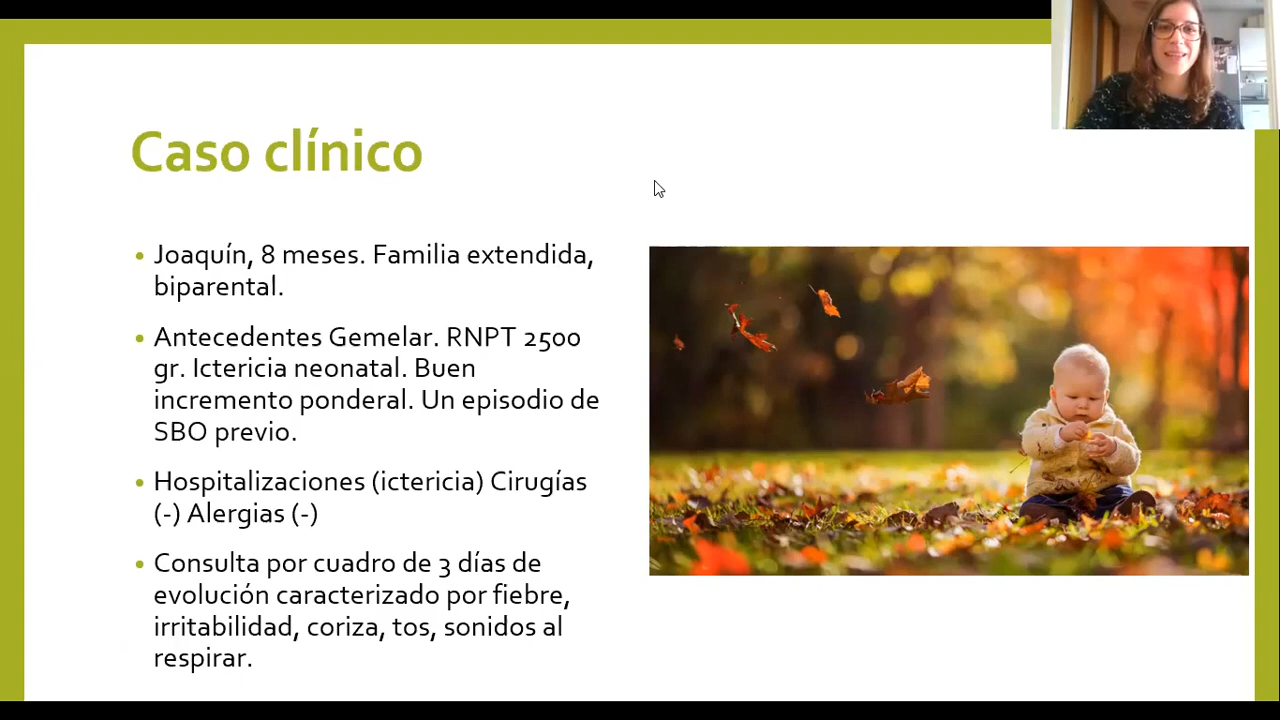 Caso clínico
• Joaquín, 8 meses. Familia extendida,
biparental.
• Antecedentes Gemelar. RNPT 2500
gr. Ictericia neonatal. Buen
incremento ponderal. Un episodio de
SBO previo.
• Hospitalizaciones (ictericia) Cirugías
(-) Alergias (-)
• Consulta por cuadro de 3 días de
evolución caracterizado por fiebre,
irritabilidad, coriza, tos, sonidos al
respirar.